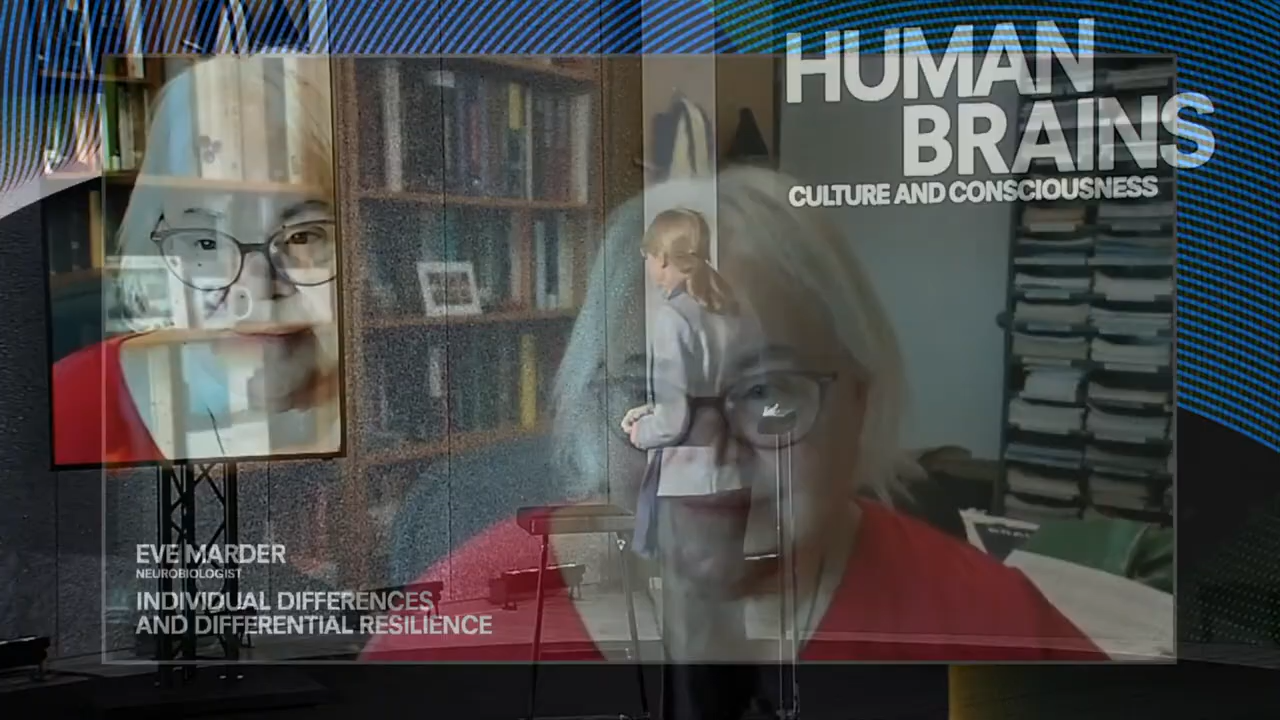 HUMAN
BRAINS
CULTURE AND CONSCIOUSNESS
EVE MARDER
NEUROBIOLOGIST
INDIVIDUAL DIFFERENCES
AND DIFFERENTIAL RESILIENCE